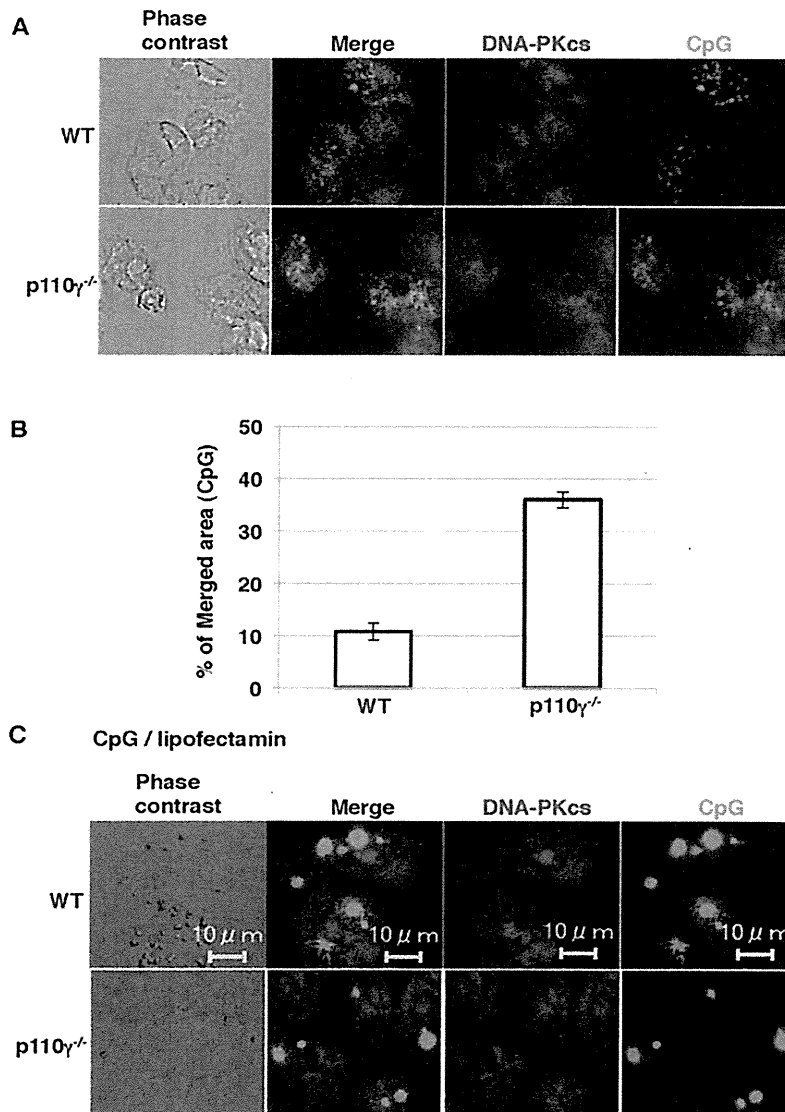 A
Phase contrast
Merge
DNA-PKcs
CpG
WT
p110γ-/-
B
% of Merged area (CpG)
50
40
30
20
10
0
WT
p110γ-/-
C
CpG / lipofectamin
Phase contrast
Merge
DNA-PKcs
CpG
WT
10 μm
10 μm
10 μm
10 μm
p110γ-/-